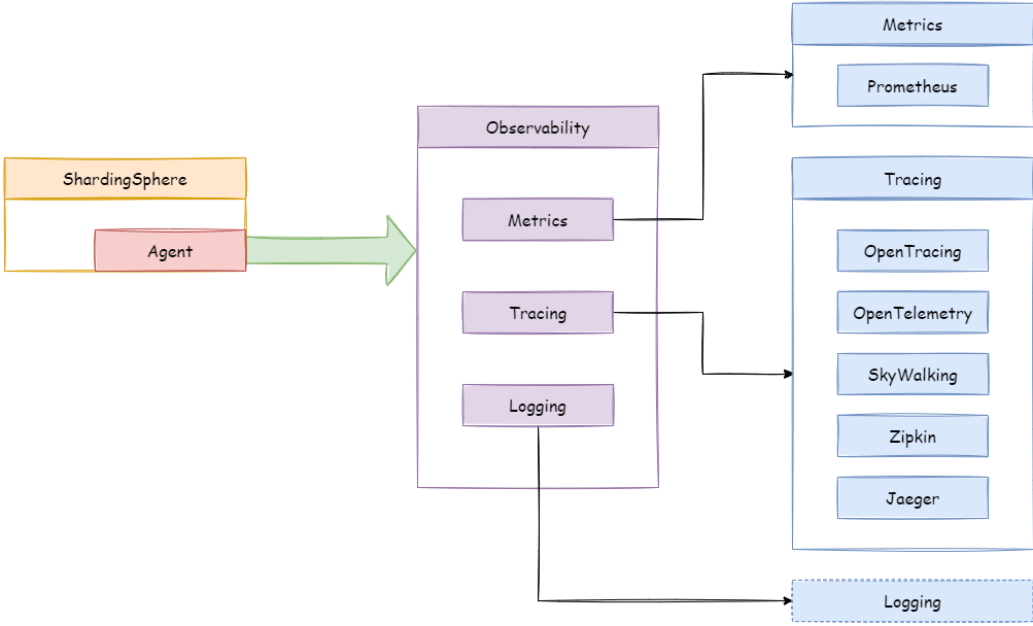 ShardingSphere
Agent
Observability
Metrics
Tracing
Logging
Metrics
Prometheus
Tracing
OpenTracing
OpenTelemetry
SkyWalking
Zipkin
Jaeger
Logging